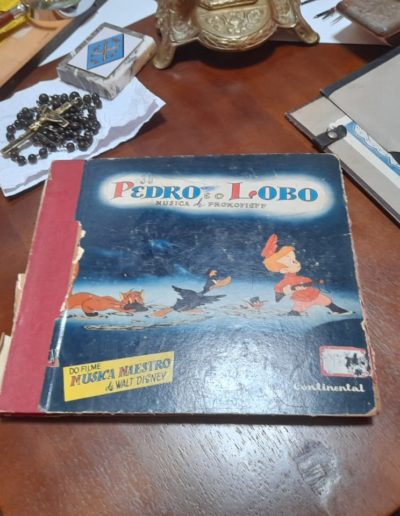 PEDRO E O LOBO
MUSICA de PROKOFIEFF
DO FILME
MUSICA MAESTRO
de WALT DISNEY
Continental